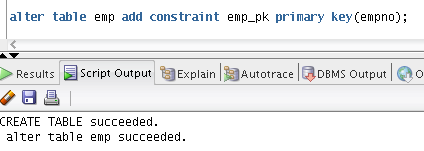 alter table emp add constraint emp_pk primary key(empno);
Results Script Output Explain Autotrace DBMS Output
CREATE TABLE succeeded.
alter table emp succeeded.